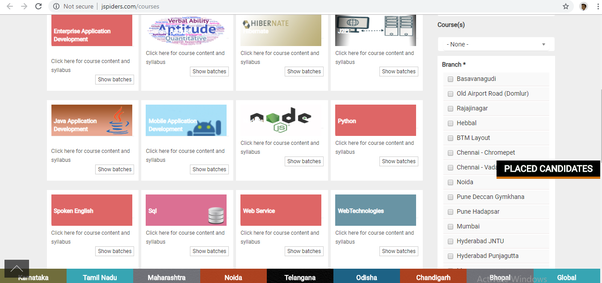 Not secure | jspiders.com/courses
Enterprise Application
Development
Click here for course content and
syllabus
Show batches
Verbal Ability
Aptitude
Quantitative
Click here for course content and
syllabus
Show batches
HIBERNATE
Click here for course content and
syllabus
Show batches
Click here for course content and
syllabus
Show batches
Java Application
Development
Click here for course content and
syllabus
Show batches
Mobile Application
Development
Click here for course content and
syllabus
Show batches
node
JS
Click here for course content and
syllabus
Show batches
Python
Click here for course content and
syllabus
Show batches
Spoken English
Click here for course content and
syllabus
Show batches
Sql
Click here for course content and
syllabus
Show batches
Web Service
Click here for course content and
syllabus
Show batches
WebTechnologies
Click here for course content and
syllabus
Show batches
Course(s)
- None -
Branch *
Basavanagudi
Old Airport Road (Domlur)
Rajajinagar
Hebbal
BTM Layout
Chennai - Chromepet
Chennai - Vada
PLACED CANDIDATES
Noida
Pune Deccan Gymkhana
Pune Hadapsar
Mumbai
Hyderabad JNTU
Hyderabad Punjagutta
Karnataka
Tamil Nadu
Maharashtra
Noida
Telangana
Odisha
Chandigarh
Bhopal
Global